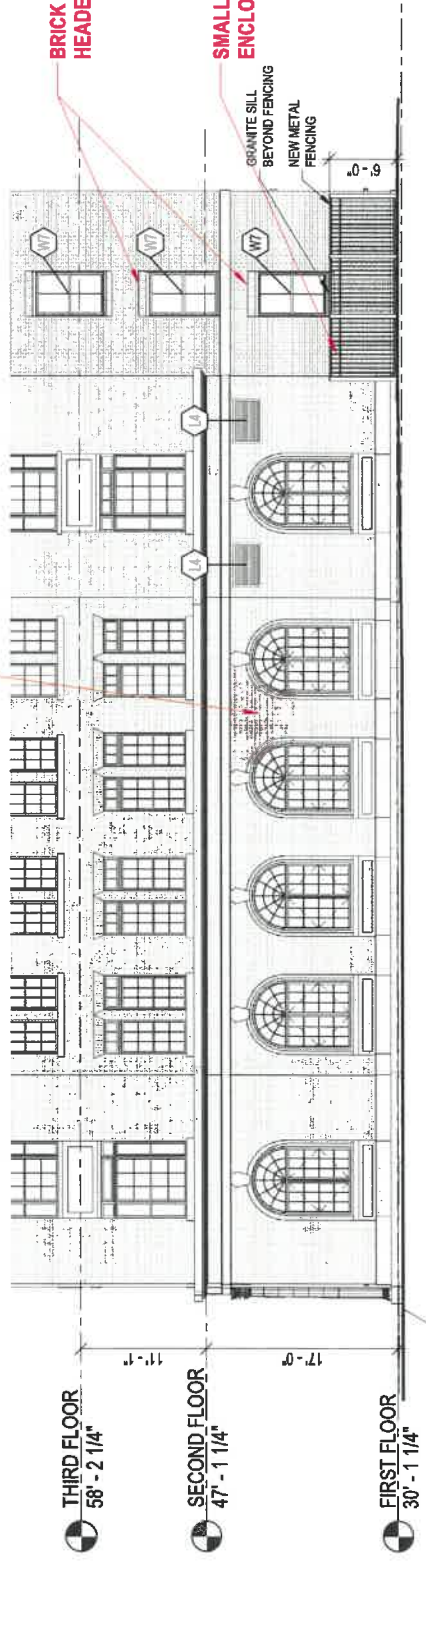 BRICK
HEADE
SMALL
ENCLO
GRANITE SILL
BEYOND FENCING
NEW METAL
FENCING
6' - 0"
W7
W7
W7
L4
L4
THIRD FLOOR
58' - 2 1/4"
11' - 1"
SECOND FLOOR
47' - 1 1/4"
17' - 0"
FIRST FLOOR
30' - 1 1/4"